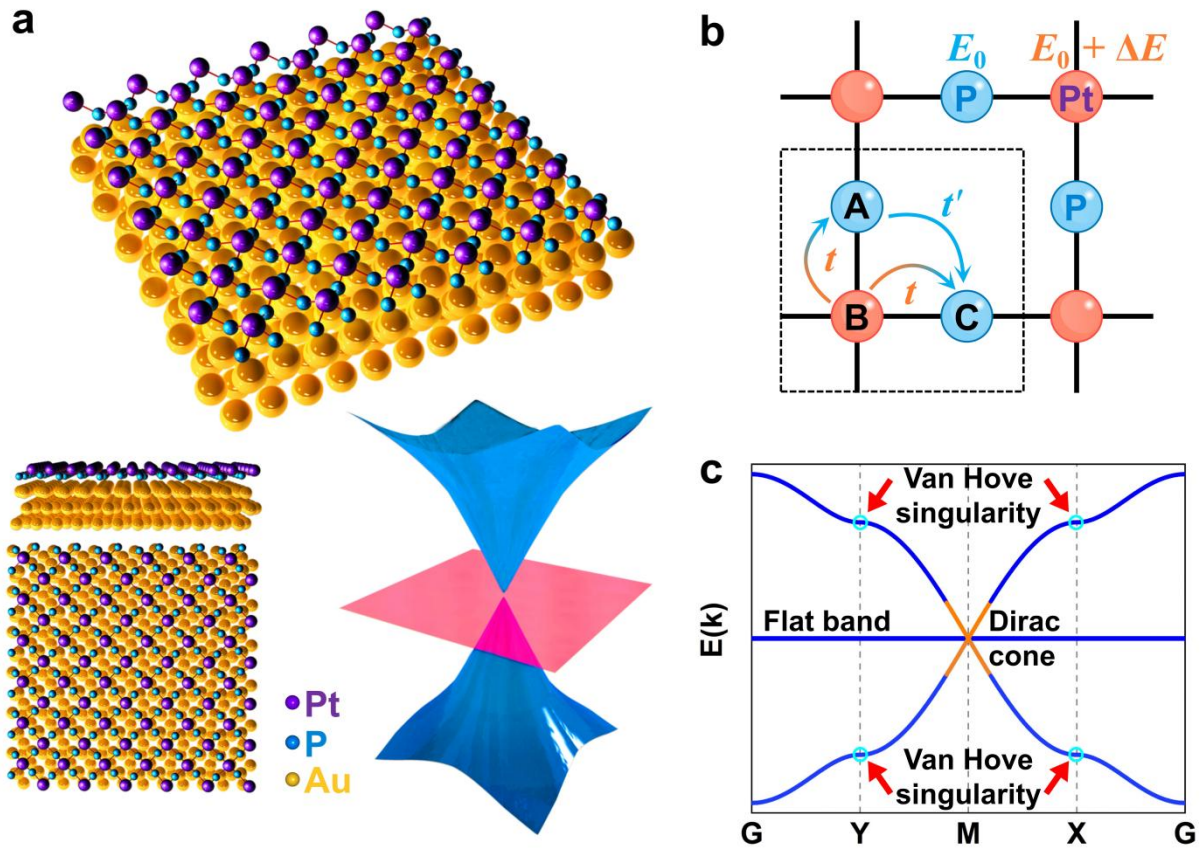 a
Pt
P
Au
b
E₀
E₀ + ΔE
P
Pt
A
t′
P
t
t
B
C
c
Van Hove
singularity
E(k)
Flat band
Dirac
cone
Van Hove
singularity
G
Y
M
X
G